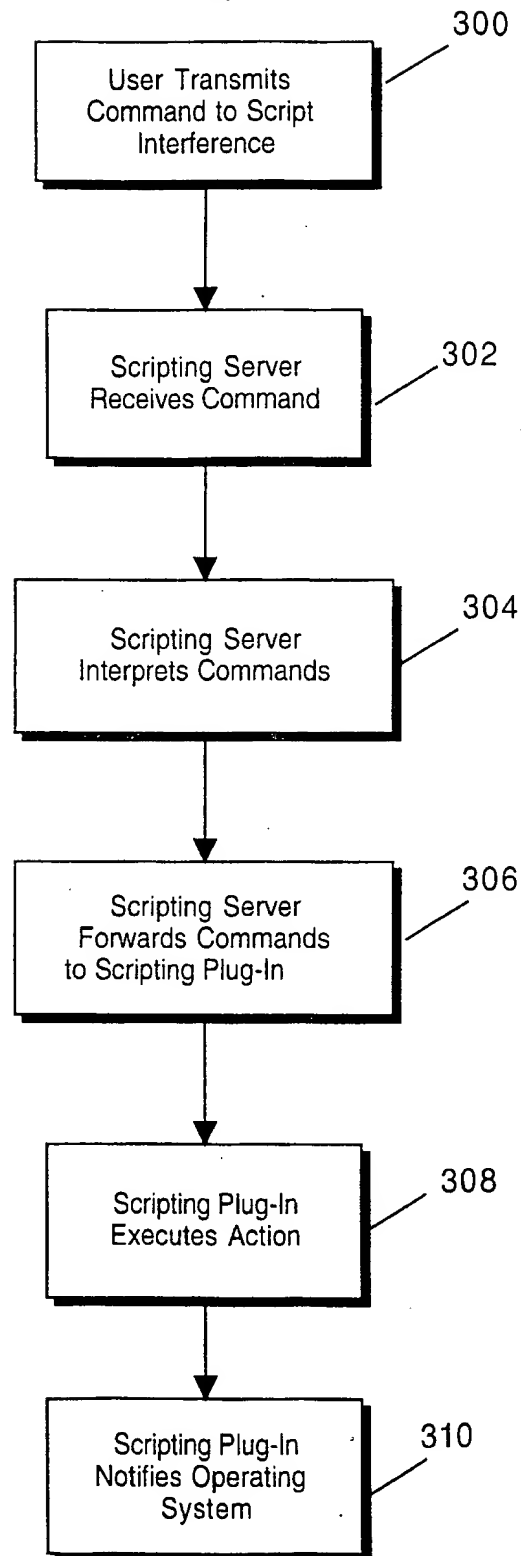 300
User Transmits
Command to Script
Interference
302
Scripting Server
Receives Command
304
Scripting Server
Interprets Commands
306
Scripting Server
Forwards Commands
to Scripting Plug-In
308
Scripting Plug-In
Executes Action
310
Scripting Plug-In
Notifies Operating
System